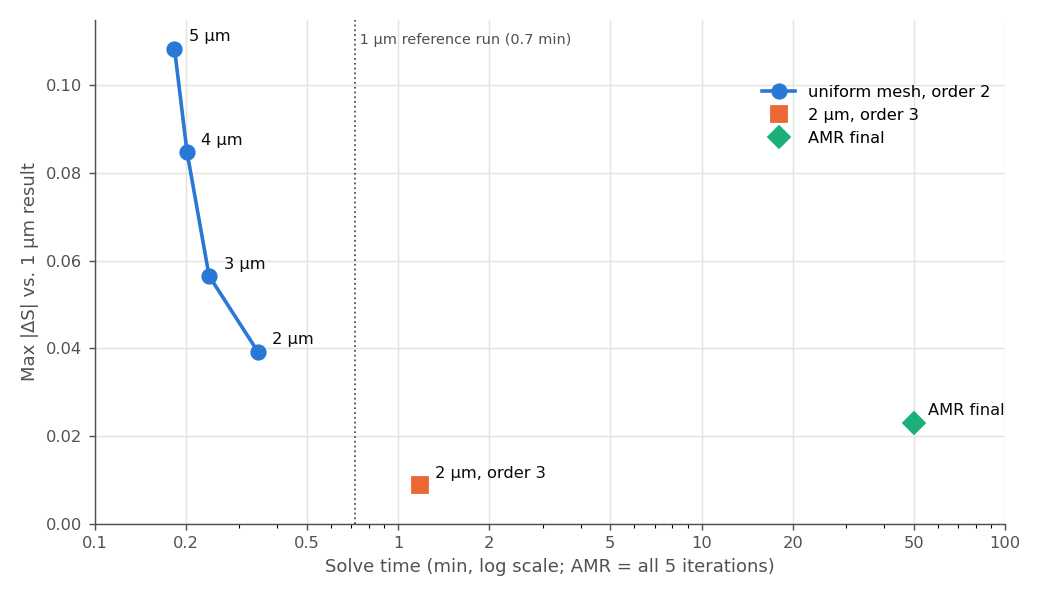 5 µm
1 µm reference run (0.7 min)
0.10
uniform mesh, order 2
2 µm, order 3
AMR final
4 µm
0.08
Max |ΔS| vs. 1 µm result
3 µm
0.06
2 µm
0.04
AMR final
0.02
2 µm, order 3
0.00
0.1 0.2 0.5 1 2 5 10 20 50 100
Solve time (min, log scale; AMR = all 5 iterations)